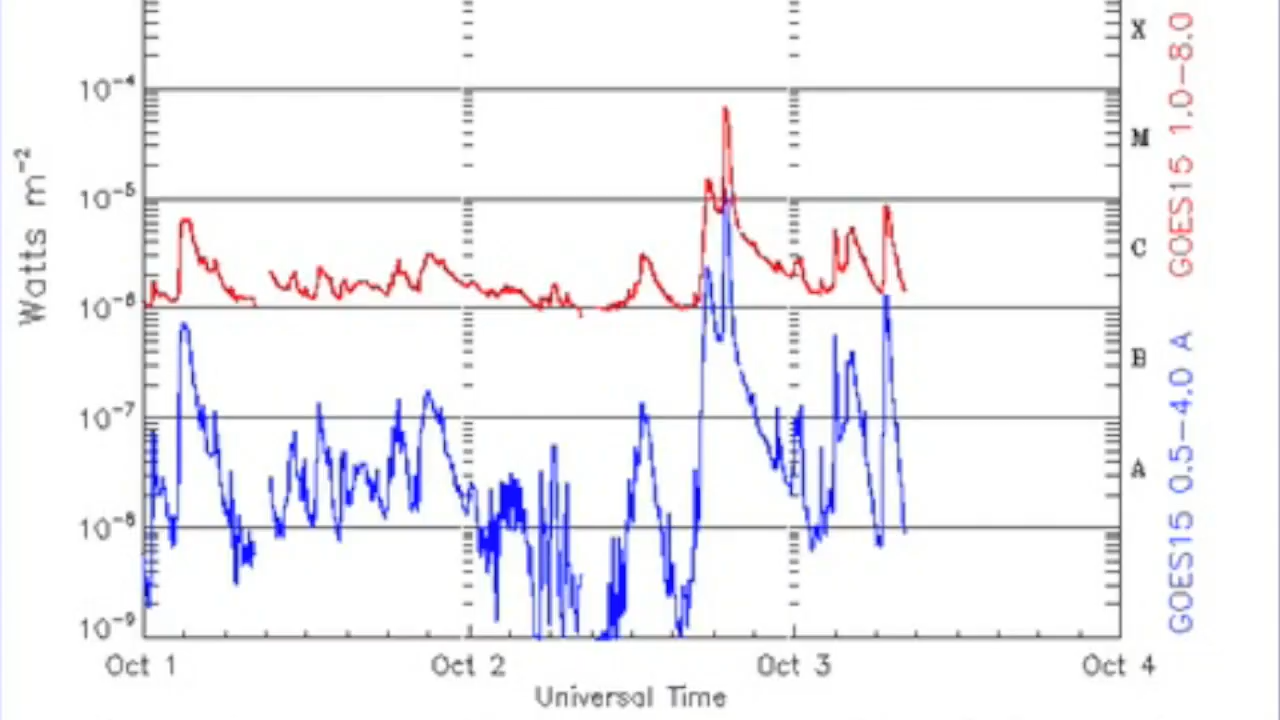 X
10⁻⁴
M
10⁻⁵
C
10⁻⁶
B
10⁻⁷
A
10⁻⁸
10⁻⁹
Watts m⁻²
GOES15 1.0-8.0
GOES15 0.5-4.0 A
Oct 1 Oct 2 Oct 3 Oct 4
Universal Time